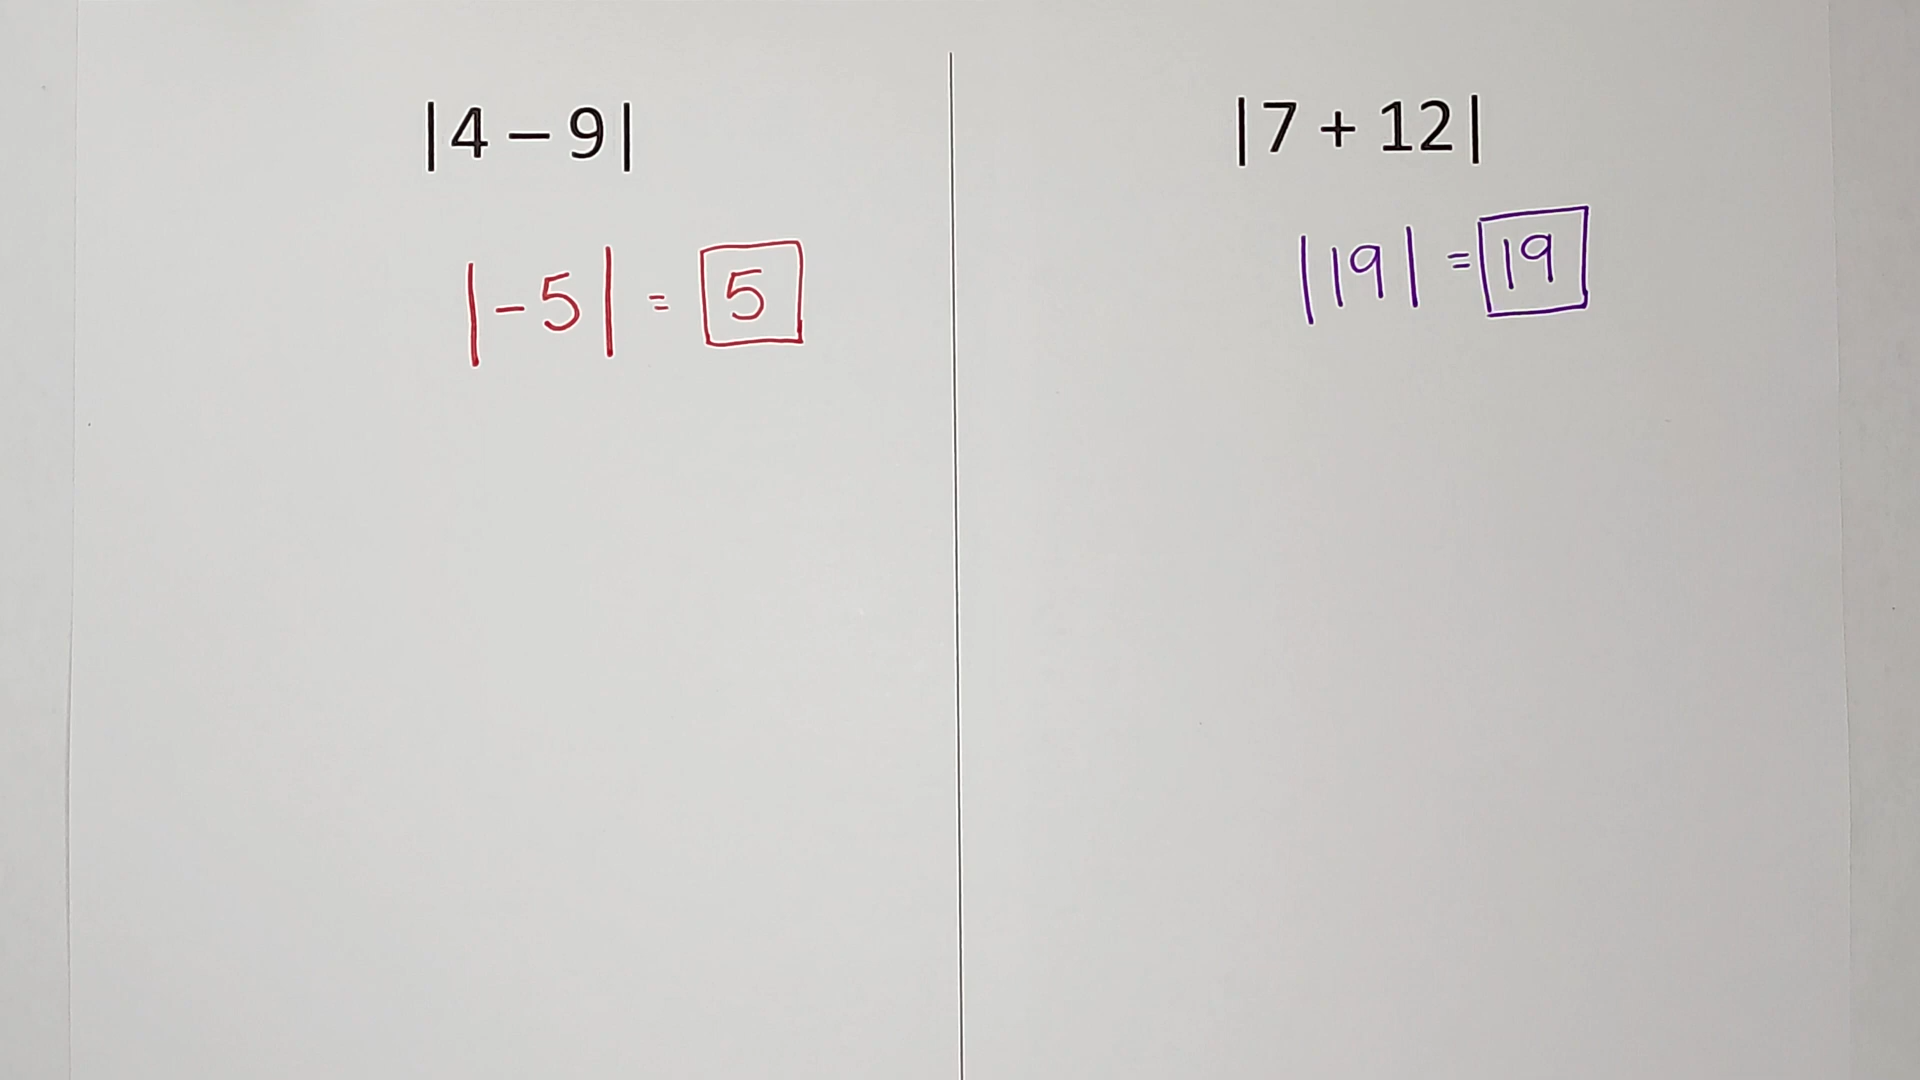 |4 − 9|
|-5| = 5
|7 + 12|
|19| = 19